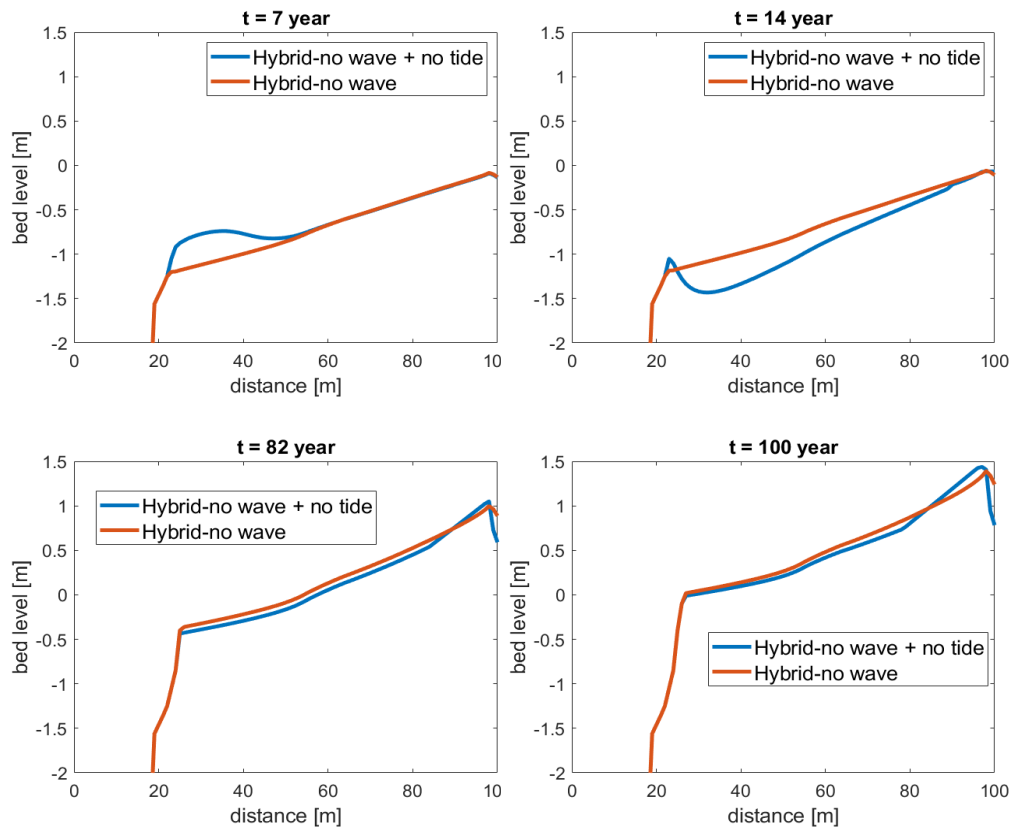 t = 7 year
Hybrid-no wave + no tide
Hybrid-no wave
bed level [m]
1.5
1
0.5
0
-0.5
-1
-1.5
-2
0 20 40 60 80 10
distance [m]
t = 14 year
Hybrid-no wave + no tide
Hybrid-no wave
bed level [m]
1.5
1
0.5
0
-0.5
-1
-1.5
-2
0 20 40 60 80 100
distance [m]
t = 82 year
Hybrid-no wave + no tide
Hybrid-no wave
bed level [m]
1.5
1
0.5
0
-0.5
-1
-1.5
-2
0 20 40 60 80 10
distance [m]
t = 100 year
Hybrid-no wave + no tide
Hybrid-no wave
bed level [m]
1.5
1
0.5
0
-0.5
-1
-1.5
-2
0 20 40 60 80 100
distance [m]